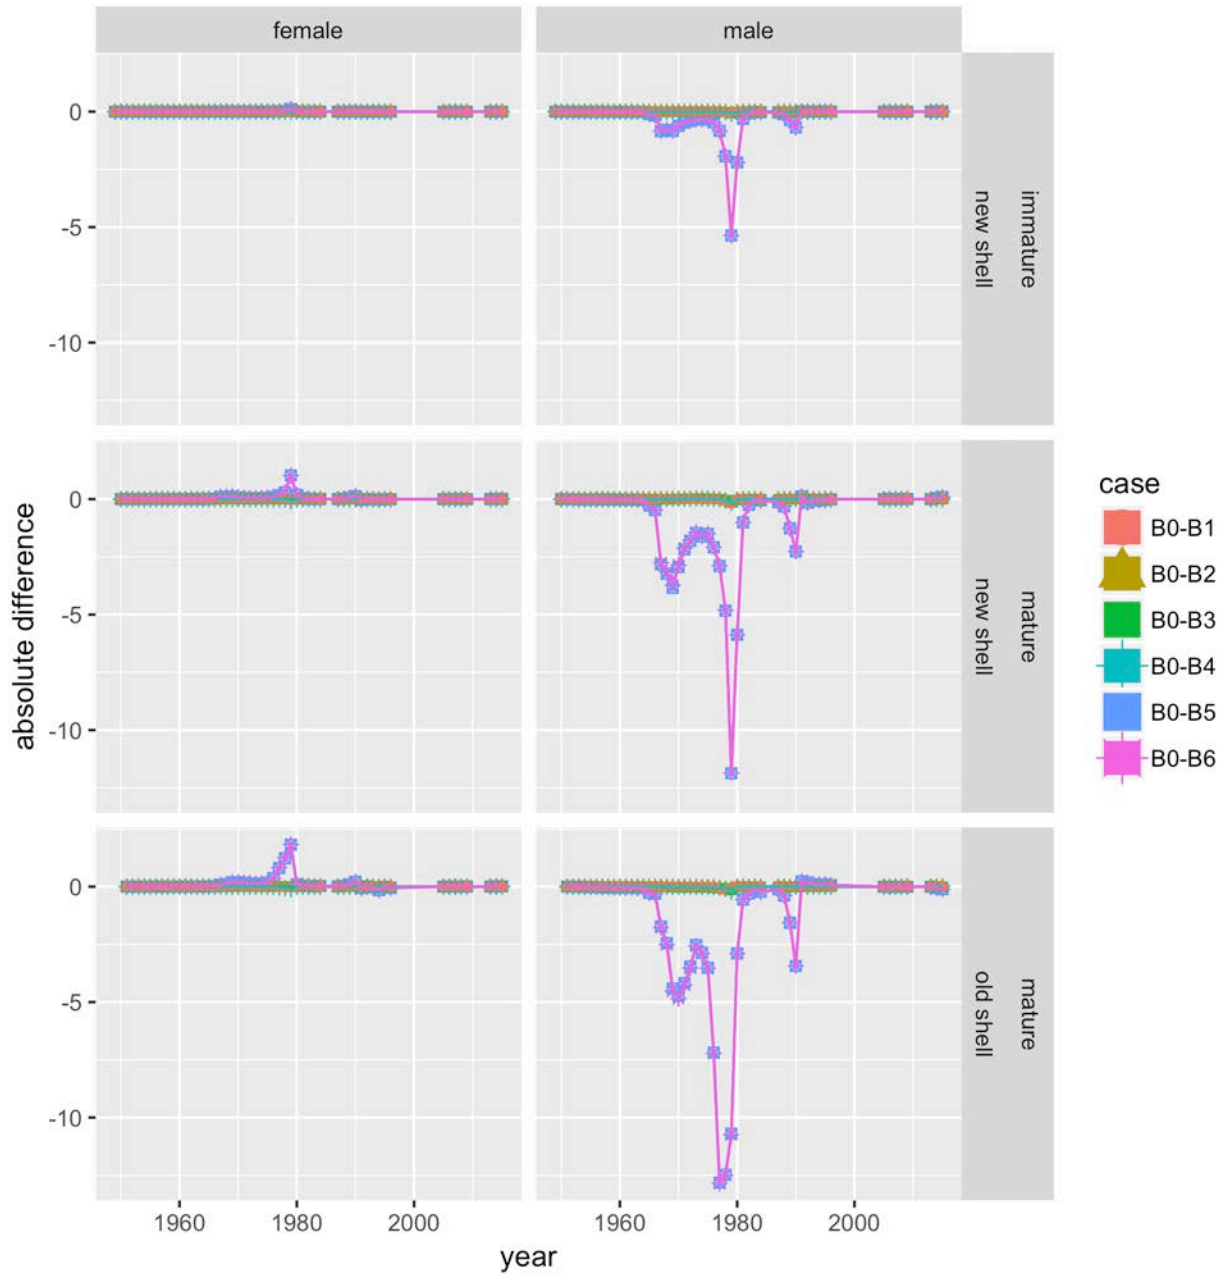 female
male
0
-5
-10
immature
new shell
0
-5
-10
mature
new shell
0
-5
-10
mature
old shell
1960
1980
2000
1960
1980
2000
year
absolute difference
case
B0-B1
B0-B2
B0-B3
B0-B4
B0-B5
B0-B6